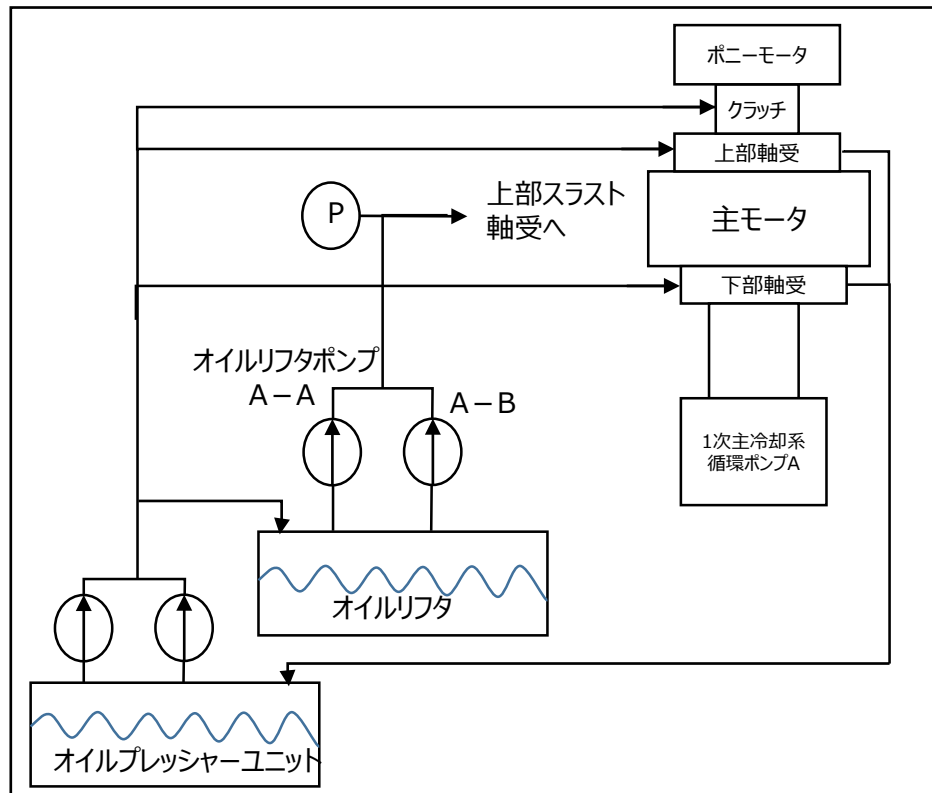 ポニーモータ
クラッチ
上部軸受
主モータ
下部軸受
P
上部スラスト
軸受へ
オイルリフタポンプ
A－A
A－B
1次主冷却系
循環ポンプA
オイルリフタ
オイルプレッシャーユニット